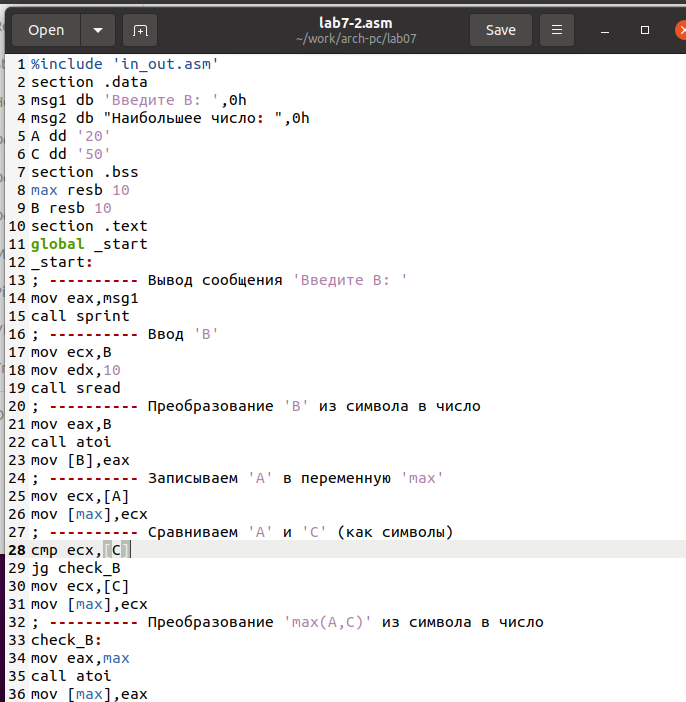 Open
lab7-2.asm
~/work/arch-pc/lab07
Save
1 %include 'in_out.asm'
2 section .data
3 msg1 db 'Введите B: ',0h
4 msg2 db "Наибольшее число: ",0h
5 A dd '20'
6 C dd '50'
7 section .bss
8 max resb 10
9 B resb 10
10 section .text
11 global _start
12 _start:
13 ; ---------- Вывод сообщения 'Введите B: '
14 mov eax,msg1
15 call sprint
16 ; ---------- Ввод 'B'
17 mov ecx,B
18 mov edx,10
19 call sread
20 ; ---------- Преобразование 'B' из символа в число
21 mov eax,B
22 call atoi
23 mov [B],eax
24 ; ---------- Записываем 'A' в переменную 'max'
25 mov ecx,[A]
26 mov [max],ecx
27 ; ---------- Сравниваем 'A' и 'С' (как символы)
28 cmp ecx,[C]
29 jg check_B
30 mov ecx,[C]
31 mov [max],ecx
32 ; ---------- Преобразование 'max(A,C)' из символа в число
33 check_B:
34 mov eax,max
35 call atoi
36 mov [max],eax